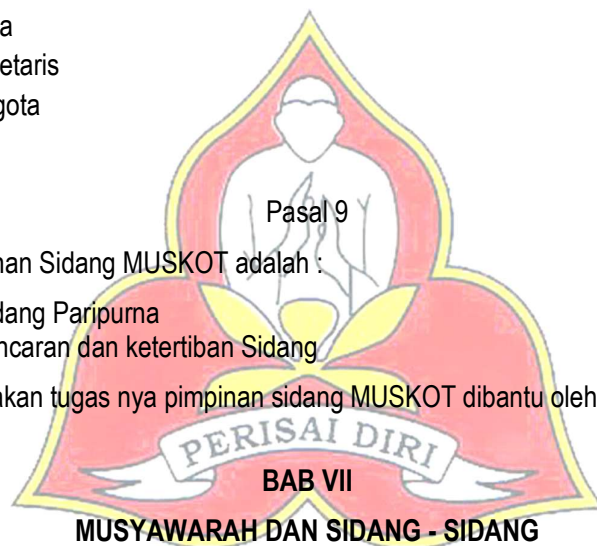 a
etaris
gota
Pasal 9
nan Sidang MUSKOT adalah :
dang Paripurna
ncaran dan ketertiban Sidang
akan tugas nya pimpinan sidang MUSKOT dibantu oleh
PERISAI DIRI
BAB VII
MUSYAWARAH DAN SIDANG - SIDANG